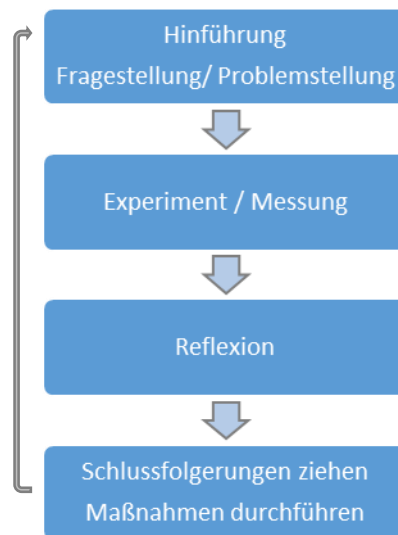 Hinführung
Fragestellung/ Problemstellung
Experiment / Messung
Reflexion
Schlussfolgerungen ziehen
Maßnahmen durchführen